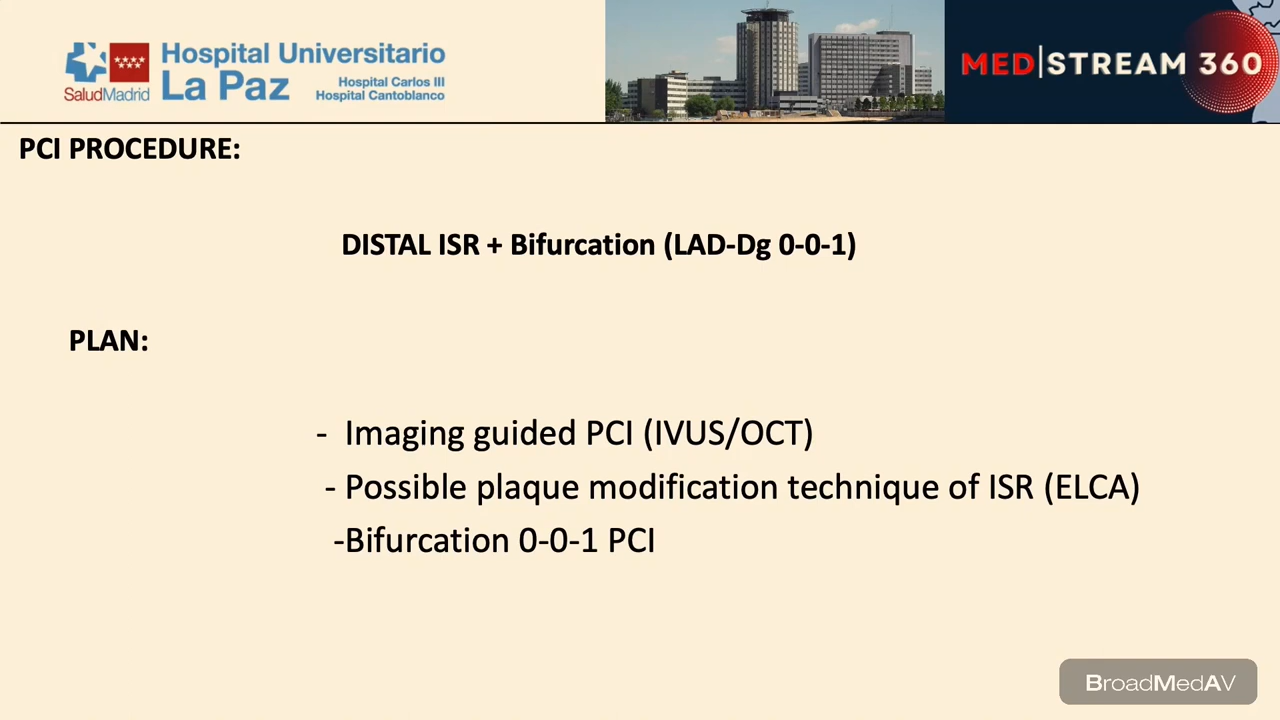 Hospital Universitario
La Paz
Hospital Carlos III
Hospital Cantoblanco
SaludMadrid
MED|STREAM 360
PCI PROCEDURE:
DISTAL ISR + Bifurcation (LAD-Dg 0-0-1)
PLAN:
- Imaging guided PCI (IVUS/OCT)
- Possible plaque modification technique of ISR (ELCA)
-Bifurcation 0-0-1 PCI
BroadMedAV